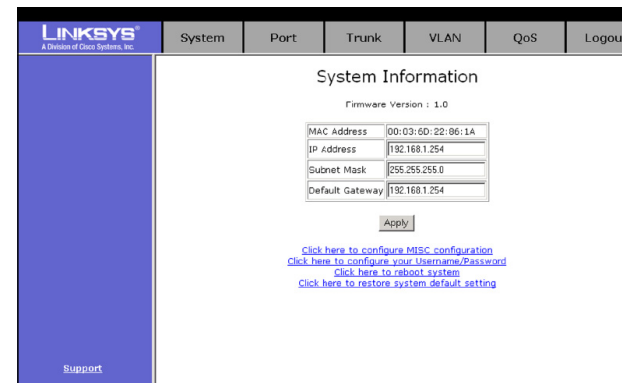 LINKSYS®
A Division of Cisco Systems, Inc.
System Port Trunk VLAN QoS Logou
System Information
Firmware Version : 1.0
MAC Address 00:03:6D:22:86:1A
IP Address 192.168.1.254
Subnet Mask 255.255.255.0
Default Gateway 192.168.1.254
Apply
Click here to configure MISC configuration
Click here to configure your Username/Password
Click here to reboot system
Click here to restore system default setting
Support